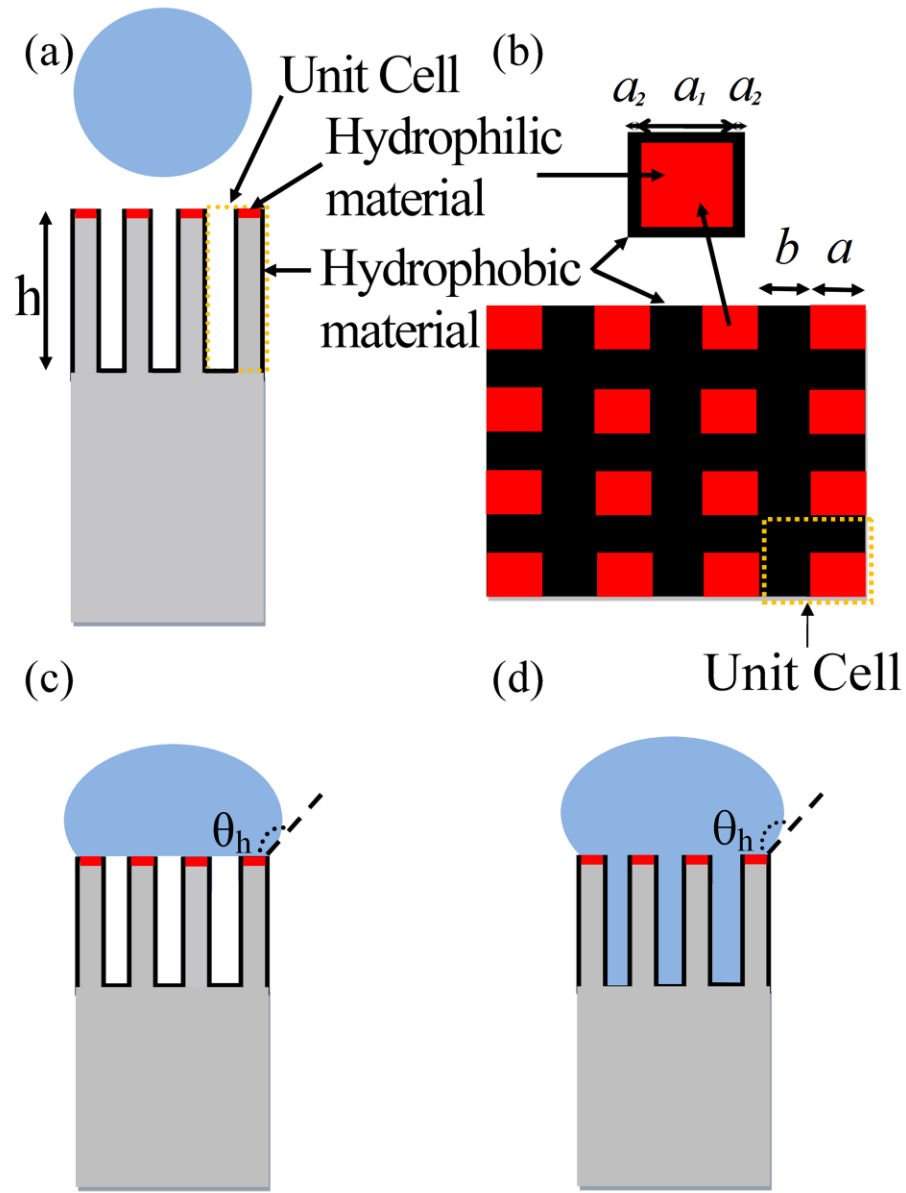 (a)
Unit Cell
Hydrophilic
material
Hydrophobic
material
h
(b)
a₂ a₁ a₂
b a
Unit Cell
(c)
θh
(d)
θh